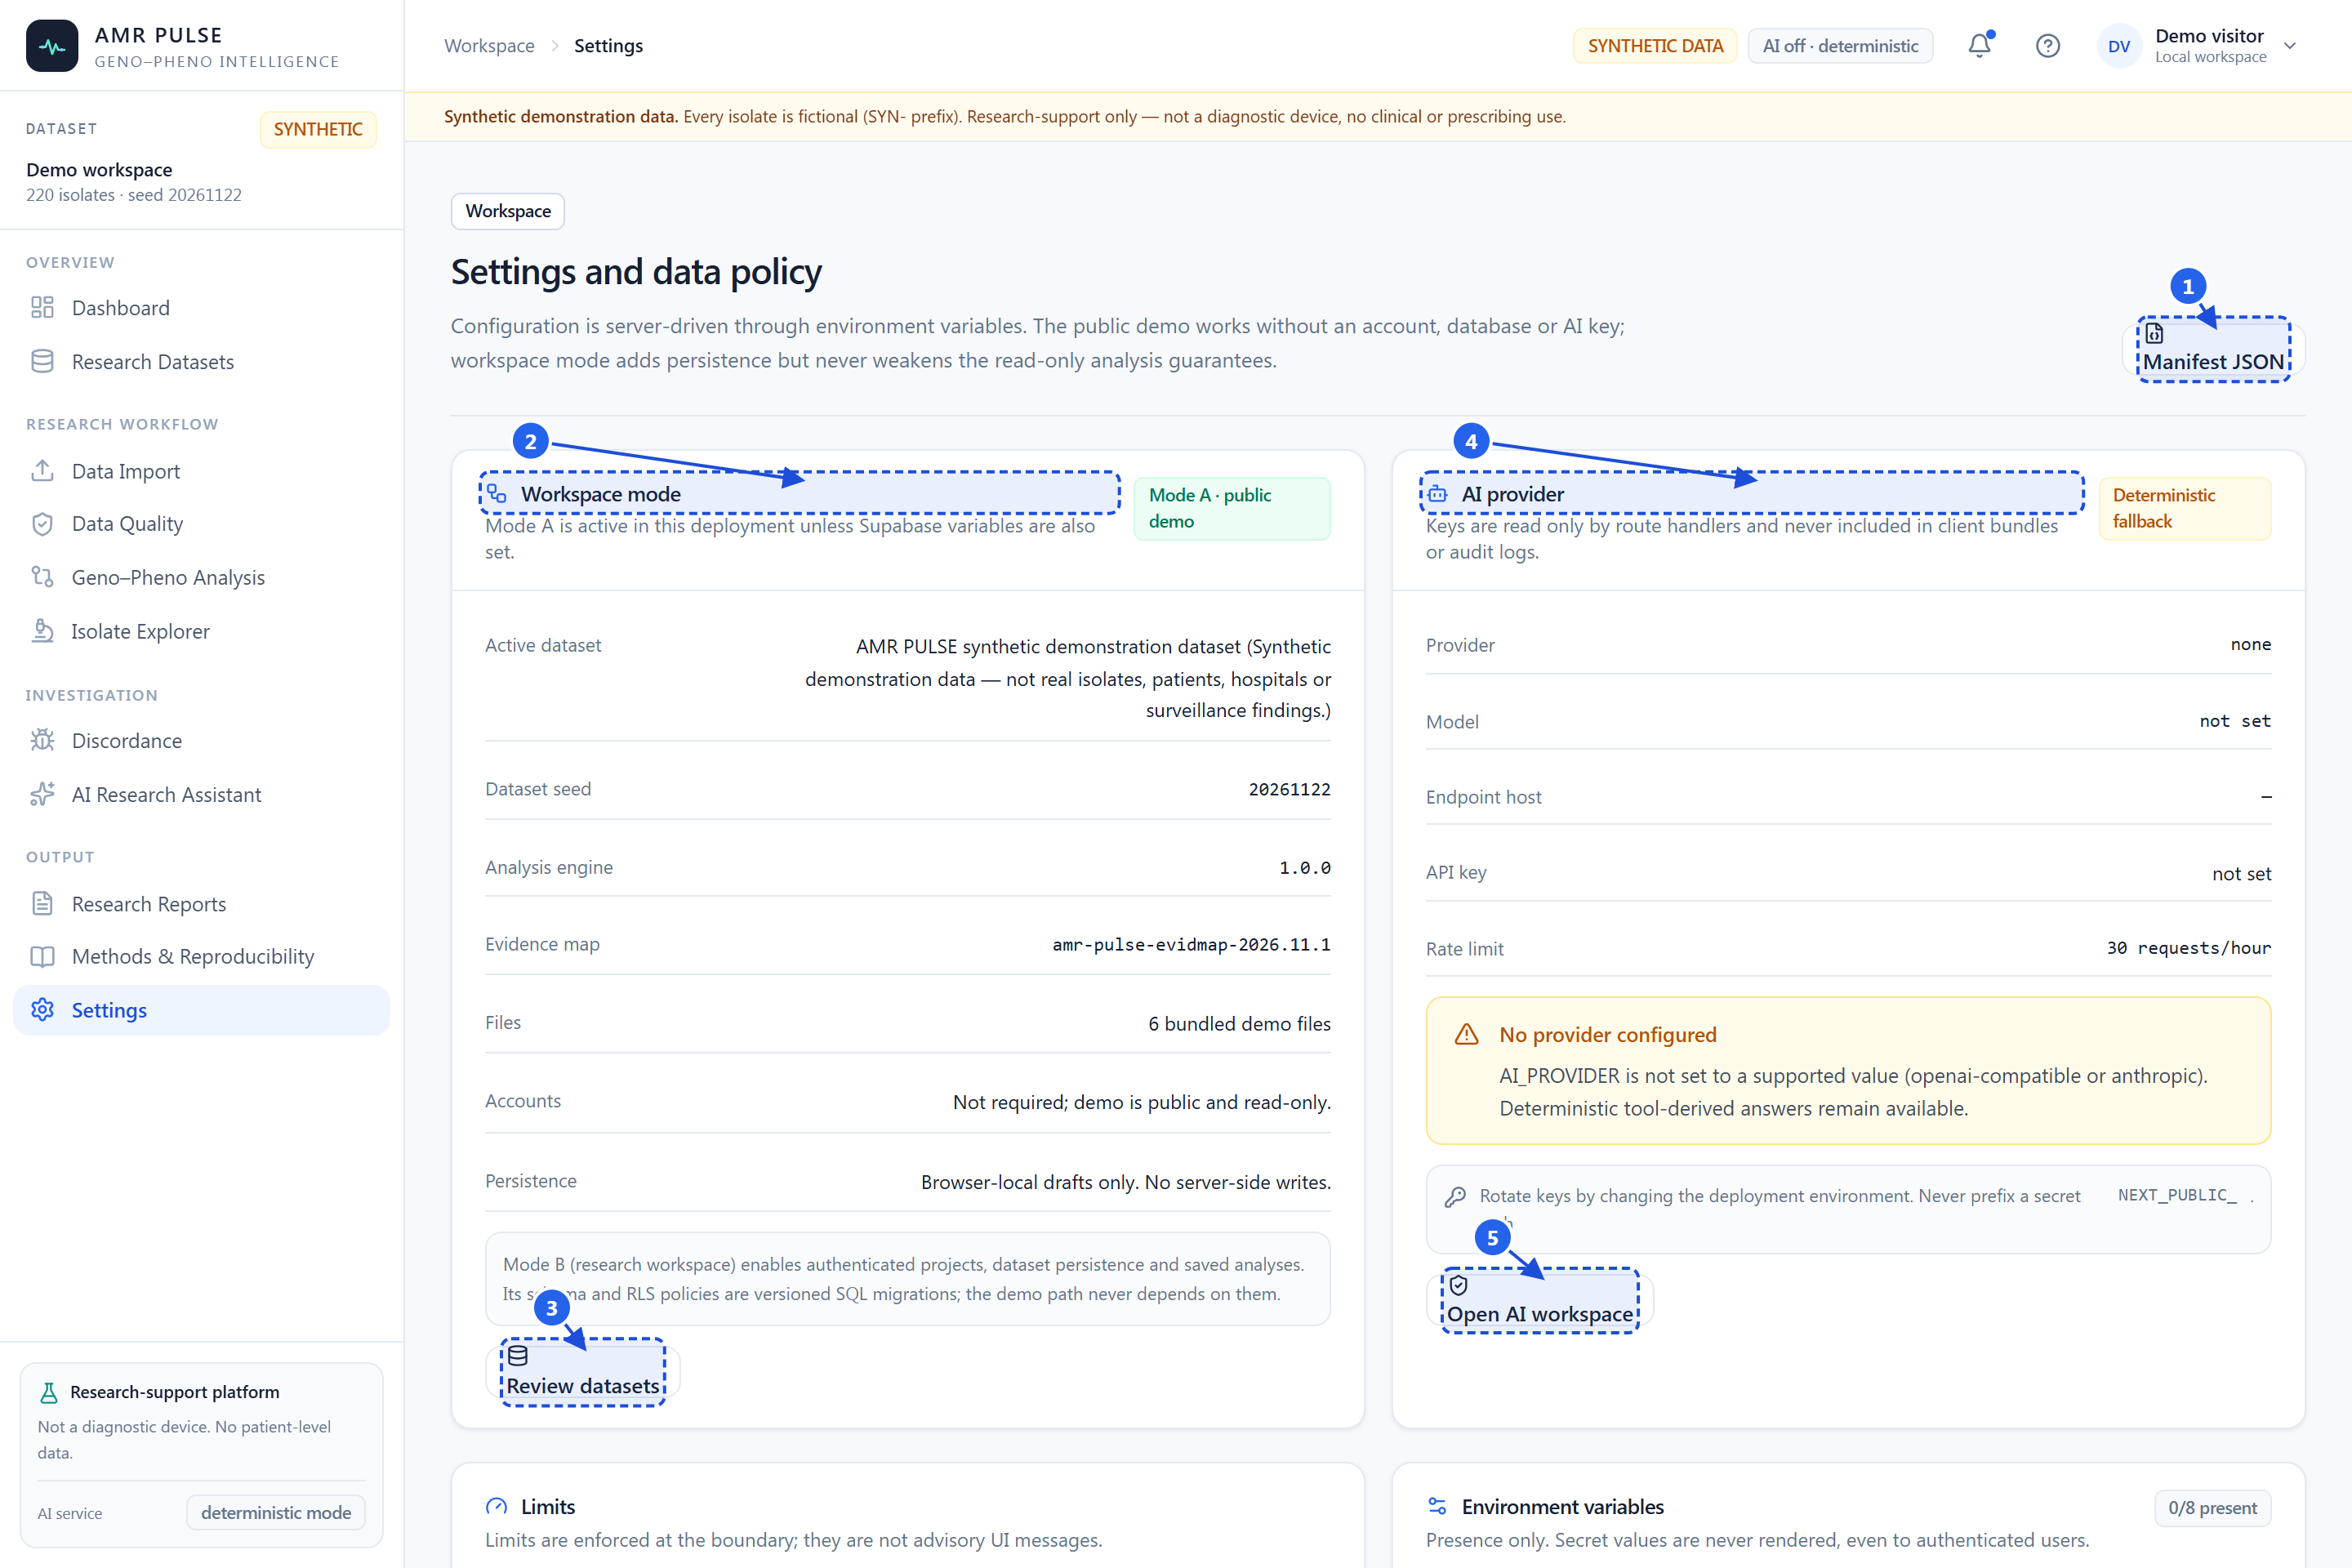 AMR PULSE
GENO–PHENO INTELLIGENCE
DATASET
SYNTHETIC
Demo workspace
220 isolates · seed 20261122
OVERVIEW
Dashboard
Research Datasets
RESEARCH WORKFLOW
Data Import
Data Quality
Geno–Pheno Analysis
Isolate Explorer
INVESTIGATION
Discordance
AI Research Assistant
OUTPUT
Research Reports
Methods & Reproducibility
Settings
Research-support platform
Not a diagnostic device. No patient-level
data.
AI service
deterministic mode
Workspace
Settings
SYNTHETIC DATA
AI off · deterministic
DV
Demo visitor
Local workspace
Synthetic demonstration data. Every isolate is fictional (SYN- prefix). Research-support only — not a diagnostic device, no clinical or prescribing use.
Workspace
Settings and data policy
Configuration is server-driven through environment variables. The public demo works without an account, database or AI key;
workspace mode adds persistence but never weakens the read-only analysis guarantees.
1
Manifest JSON
2
Workspace mode
Mode A is active in this deployment unless Supabase variables are also
set.
Mode A · public
demo
Active dataset
AMR PULSE synthetic demonstration dataset (Synthetic
demonstration data — not real isolates, patients, hospitals or
surveillance findings.)
Dataset seed
20261122
Analysis engine
1.0.0
Evidence map
amr-pulse-evidmap-2026.11.1
Files
6 bundled demo files
Accounts
Not required; demo is public and read-only.
Persistence
Browser-local drafts only. No server-side writes.
Mode B (research workspace) enables authenticated projects, dataset persistence and saved analyses.
Its and RLS policies are versioned SQL migrations; the demo path never depends on them.
3
Review datasets
4
AI provider
Keys are read only by route handlers and never included in client bundles
or audit logs.
Deterministic
fallback
Provider
none
Model
not set
Endpoint host
—
API key
not set
Rate limit
30 requests/hour
No provider configured
AI_PROVIDER is not set to a supported value (openai-compatible or anthropic).
Deterministic tool-derived answers remain available.
Rotate keys by changing the deployment environment. Never prefix a secret
NEXT_PUBLIC_ .
5
Open AI workspace
Limits
Limits are enforced at the boundary; they are not advisory UI messages.
Environment variables
0/8 present
Presence only. Secret values are never rendered, even to authenticated users.